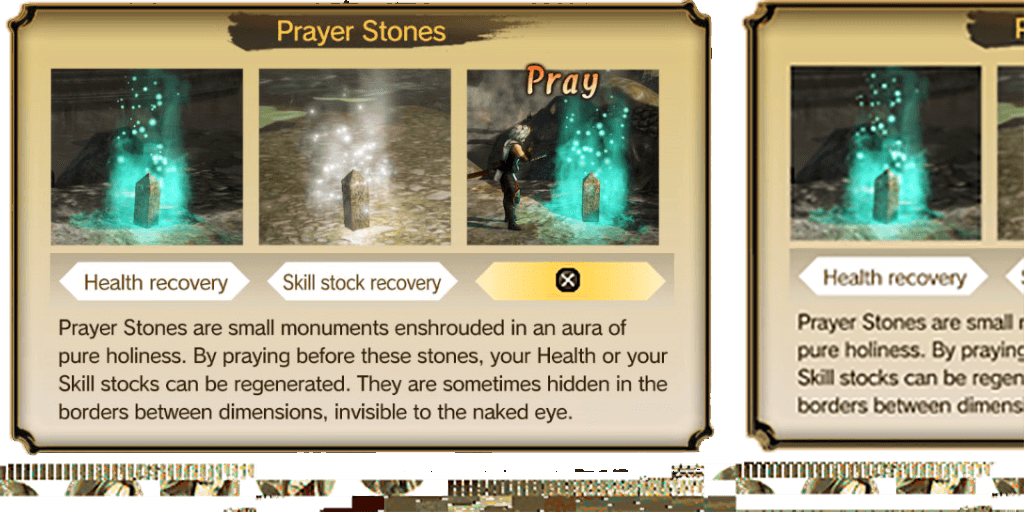 Prayer Stones
Pray
Health recovery
Skill stock recovery
Prayer Stones are small monuments enshrouded in an aura of
pure holiness. By praying before these stones, your Health or your
Skill stocks can be regenerated. They are sometimes hidden in the
borders between dimensions, invisible to the naked eye.
Health recovery
Prayer Stones are small
pure holiness. By praying
Skill stocks can be regen
borders between dimens